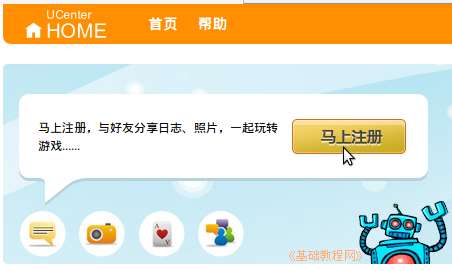 UCenter
HOME
首页 帮助
马上注册，与好友分享日志、照片，一起玩转
游戏......
马上注册
《基础教程网》